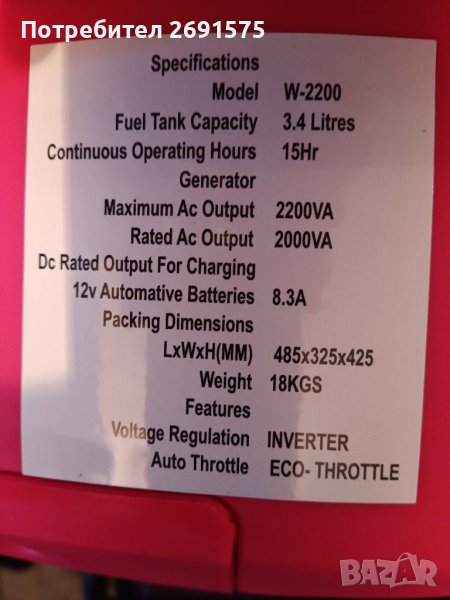 Потребител 2691575
Specifications
Model W-2200
Fuel Tank Capacity 3.4 Litres
Continuous Operating Hours 15Hr
Generator
Maximum Ac Output 2200VA
Rated Ac Output 2000VA
Dc Rated Output For Charging
12v Automative Batteries 8.3A
Packing Dimensions
LxWxH(MM) 485x325x425
Weight 18KGS
Features
Voltage Regulation INVERTER
Auto Throttle ECO- THROTTLE
BAZAR